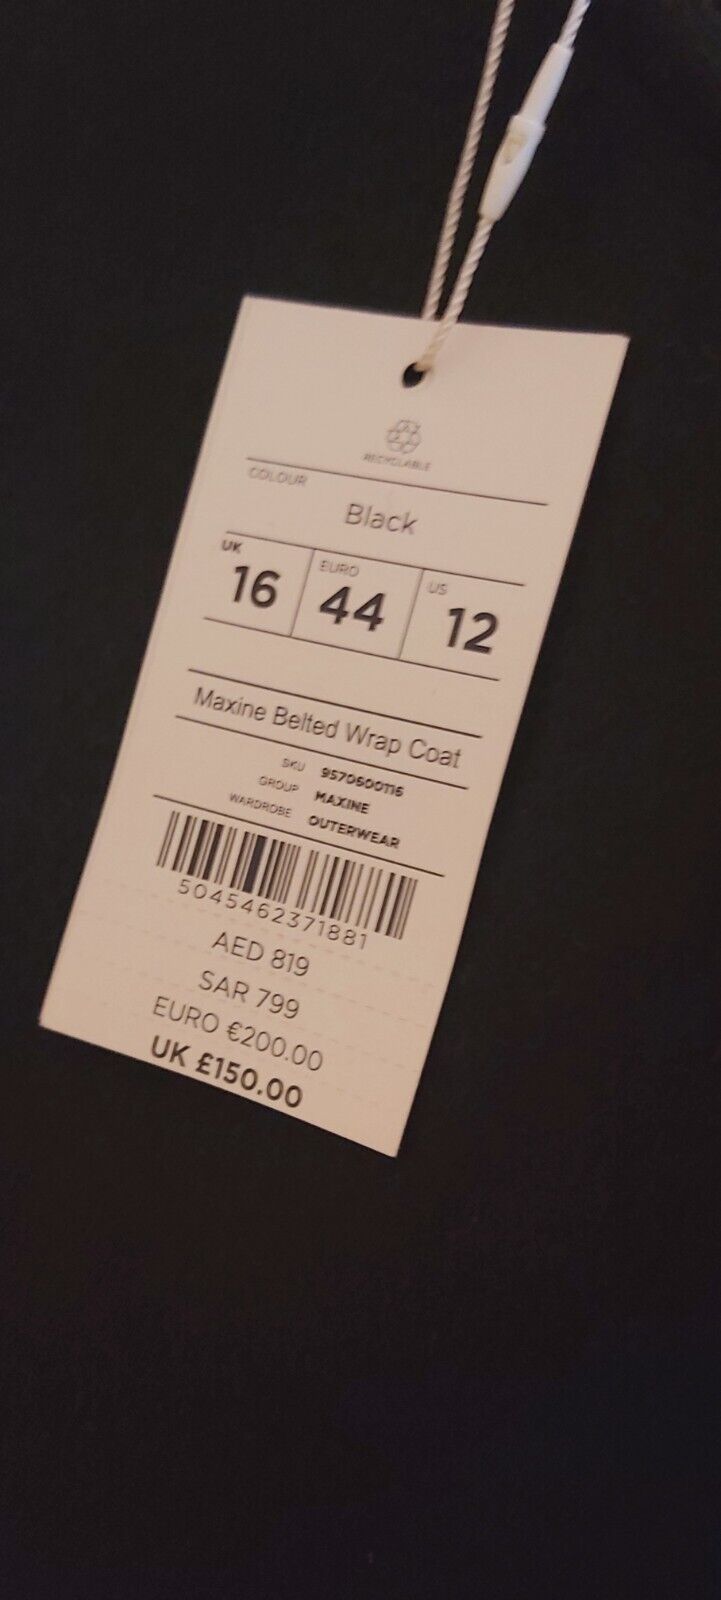 RECYCLABLE
COLOUR
Black
UK EURO US
16 44 12
Maxine Belted Wrap Coat
SKU 9570600116
GROUP MAXINE
WARDROBE OUTERWEAR
5045462371881
AED 819
SAR 799
EURO €200.00
UK £150.00